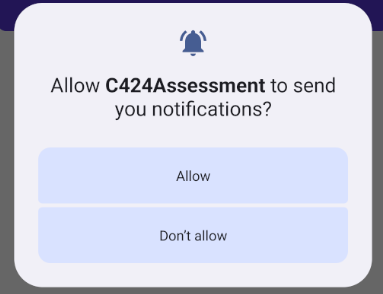 Allow C424Assessment to send
you notifications?
Allow
Don't allow